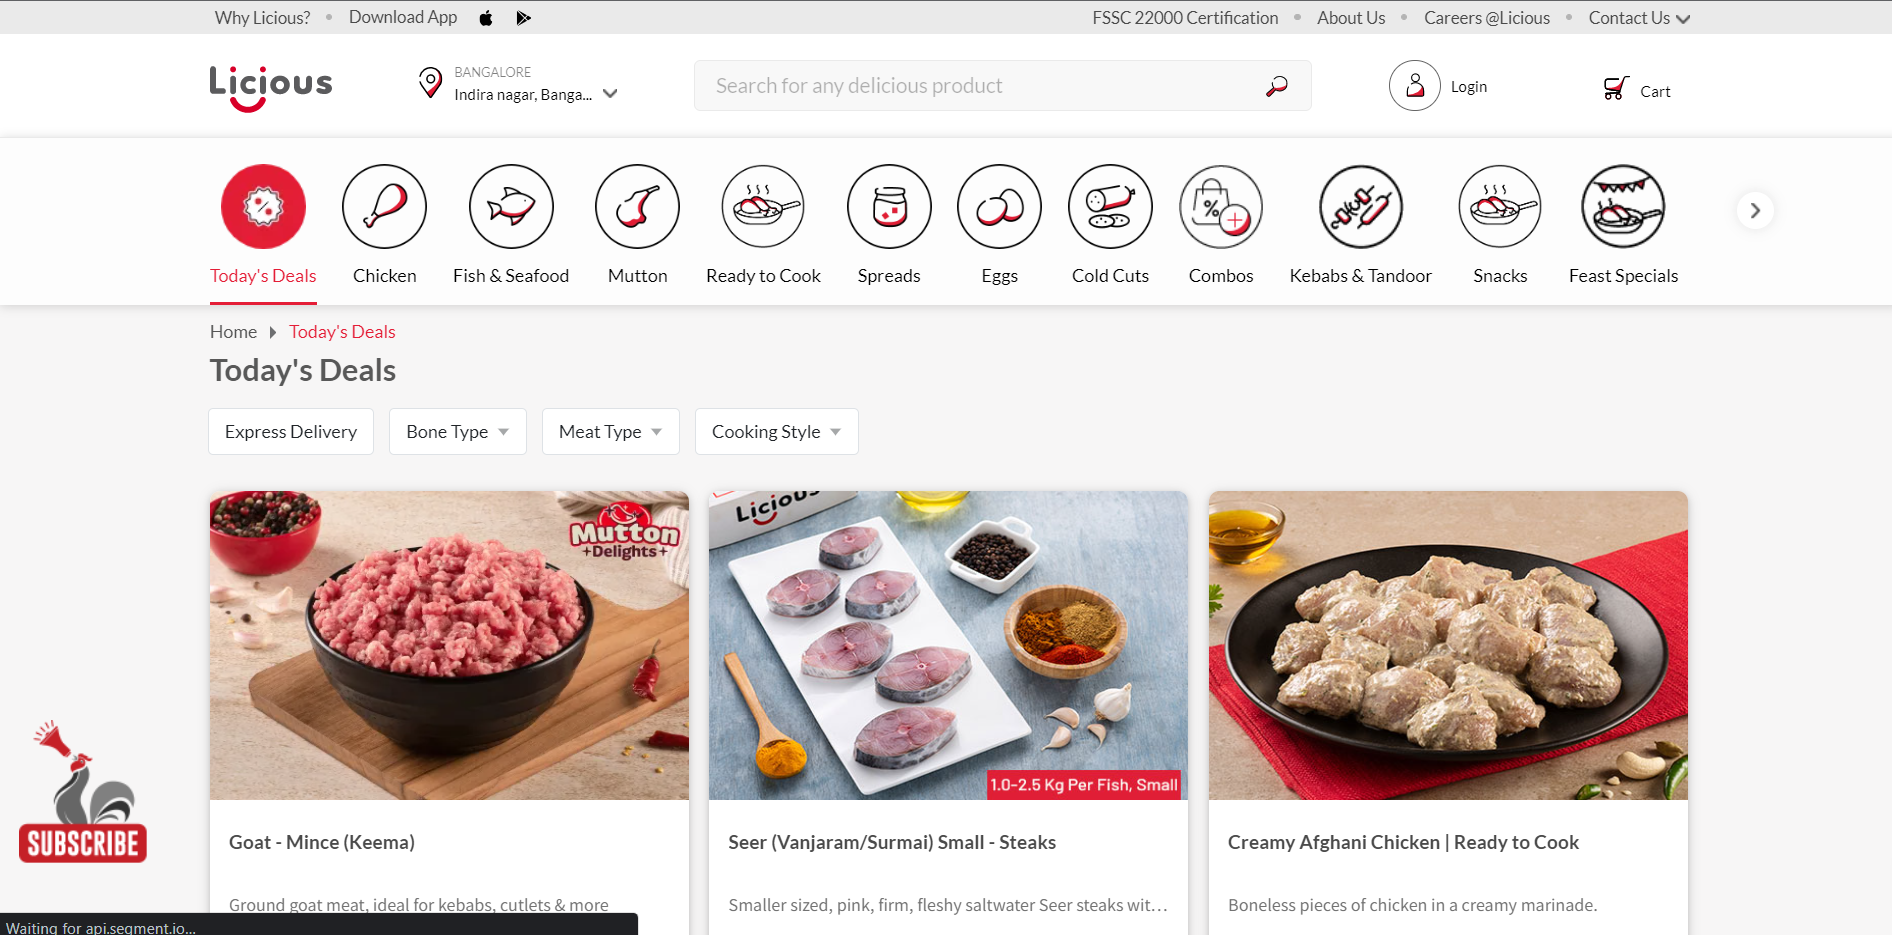 Why Licious? • Download App
FSSC 22000 Certification • About Us • Careers @Licious • Contact Us
Licious
BANGALORE
Indira nagar, Banga...
Search for any delicious product
Login
Cart
%
Today's Deals
Chicken
Fish & Seafood
Mutton
Ready to Cook
Spreads
Eggs
Cold Cuts
Combos
Kebabs & Tandoor
Snacks
Feast Specials
Home Today's Deals
Today's Deals
Express Delivery
Bone Type
Meat Type
Cooking Style
Mutton
Delights
Licious
1.0-2.5 Kg Per Fish, Small
SUBSCRIBE
Goat - Mince (Keema)
Seer (Vanjaram/Surmai) Small - Steaks
Creamy Afghani Chicken | Ready to Cook
Ground goat meat, ideal for kebabs, cutlets & more
Smaller sized, pink, firm, fleshy saltwater Seer steaks wit...
Boneless pieces of chicken in a creamy marinade.
Waiting for api.segment.io...